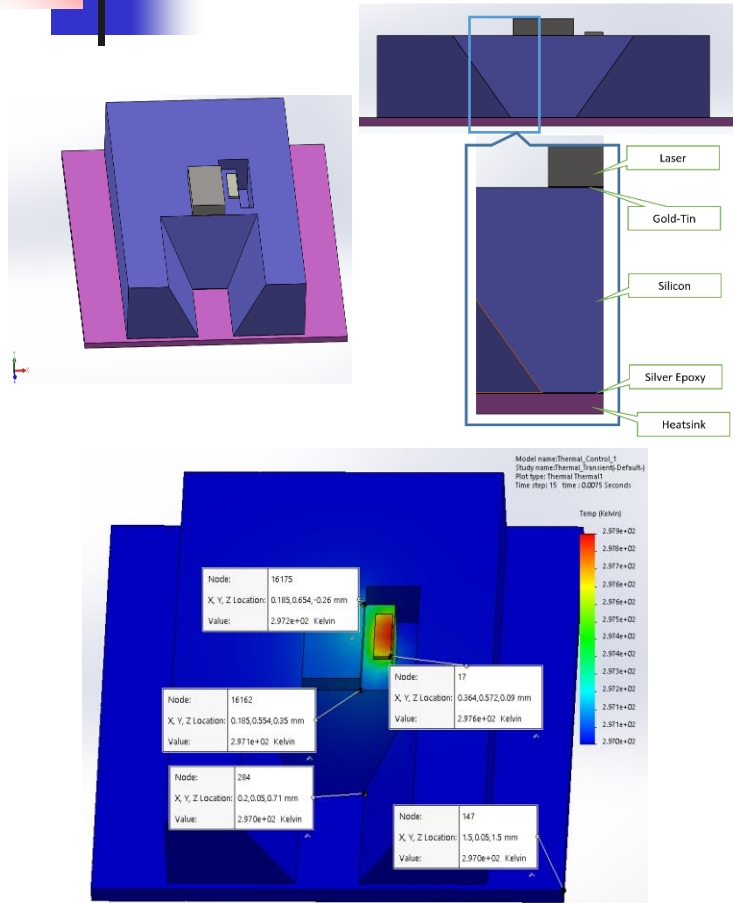 Laser
Gold-Tin
Silicon
Silver Epoxy
Heatsink
Model name:Thermal_Control_1
Study name:Thermal_Transient(-Default-)
Plot type: Thermal Thermal1
Time step: 15 time : 0.0075 Seconds
Temp (Kelvin)
2.979e+02
2.978e+02
2.977e+02
2.976e+02
2.976e+02
2.975e+02
2.974e+02
2.974e+02
2.973e+02
2.972e+02
2.971e+02
2.971e+02
2.970e+02
Node: 16175
X, Y, Z Location: 0.185,0.654,-0.26 mm
Value: 2.972e+02 Kelvin
Node: 17
X, Y, Z Location: 0.364,0.572,0.09 mm
Value: 2.976e+02 Kelvin
Node: 16162
X, Y, Z Location: 0.185,0.554,0.35 mm
Value: 2.971e+02 Kelvin
Node: 284
X, Y, Z Location: 0.2,0.05,0.71 mm
Value: 2.970e+02 Kelvin
Node: 147
X, Y, Z Location: 1.5,0.05,1.5 mm
Value: 2.970e+02 Kelvin